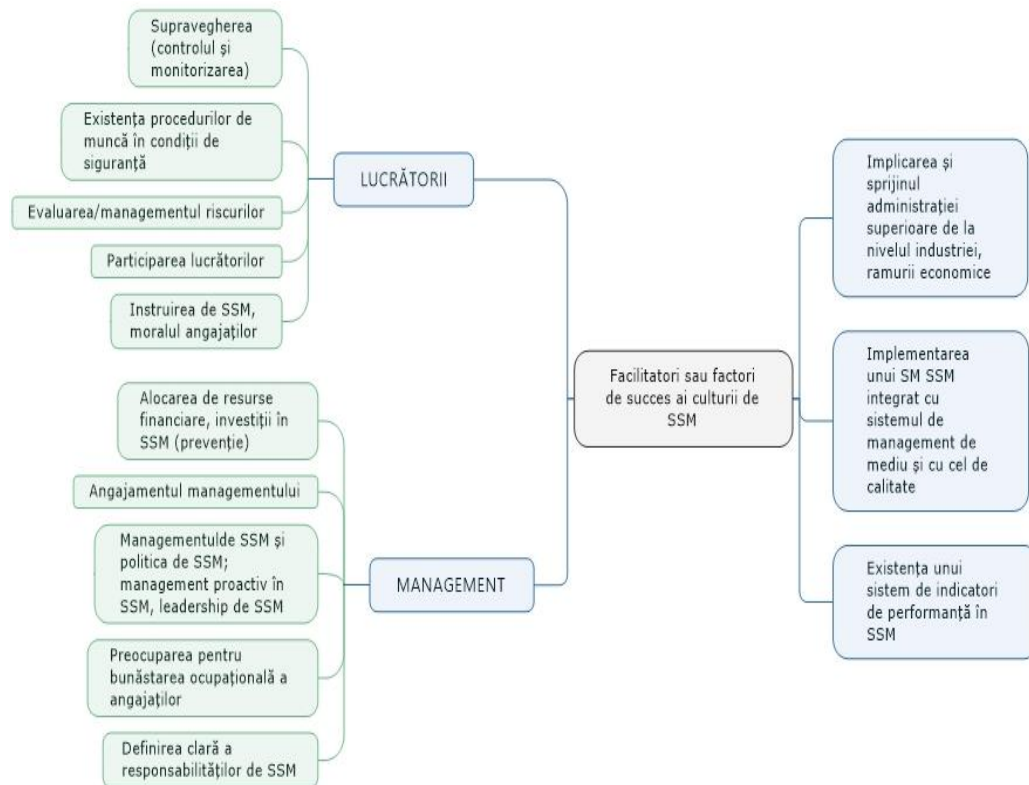 Supravegherea
(controlul și
monitorizarea)
Existența procedurilor de
muncă în condiții de
siguranță
Evaluarea/managementul riscurilor
Participarea lucrătorilor
Instruirea de SSM,
moralul angajaților
LUCRĂTORII
Alocarea de resurse
financiare, investiții în
SSM (prevenție)
Angajamentul managementului
Managementulde SSM și
politica de SSM;
management proactiv în
SSM, leadership de SSM
Preocuparea pentru
bunăstarea ocupațională a
angajaților
Definirea clară a
responsabilităților de SSM
MANAGEMENT
Facilitatori sau factori
de succes ai culturii de
SSM
Implicarea și
sprijinul
administrației
superioare de la
nivelul industriei,
ramurii economice
Implementarea
unui SM SSM
integrat cu
sistemul de
management de
mediu și cu cel de
calitate
Existența unui
sistem de indicatori
de performanță în
SSM